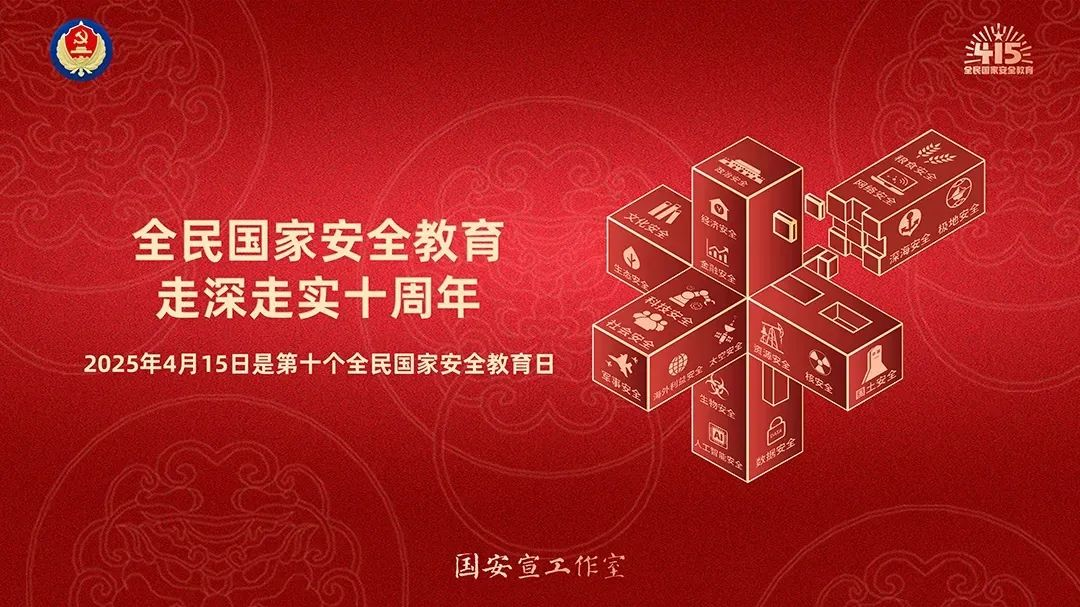 415
全民国家安全教育
全民国家安全教育
走深走实十周年
2025年4月15日是第十个全民国家安全教育日
政治安全
经济安全
金融安全
文化安全
生态安全
科技安全
社会安全
军事安全
海外利益安全
太空安全
资源安全
核安全
国土安全
生物安全
AI
人工智能安全
DATA
数据安全
粮食安全
网络安全
深海安全
极地安全
国安宣工作室